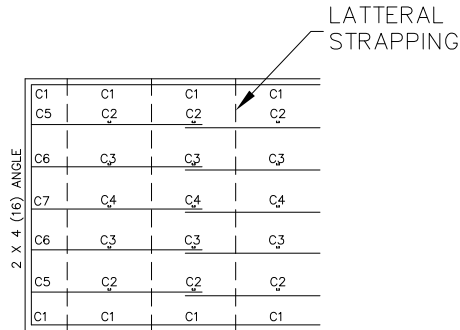 LATTERAL
STRAPPING
C1 C1 C1 C1
C5 C2 C2 C2
C6 C3 C3 C3
2 X 4 (16) ANGLE
C7 C4 C4 C4
C6 C3 C3 C3
C5 C2 C2 C2
C1 C1 C1 C1